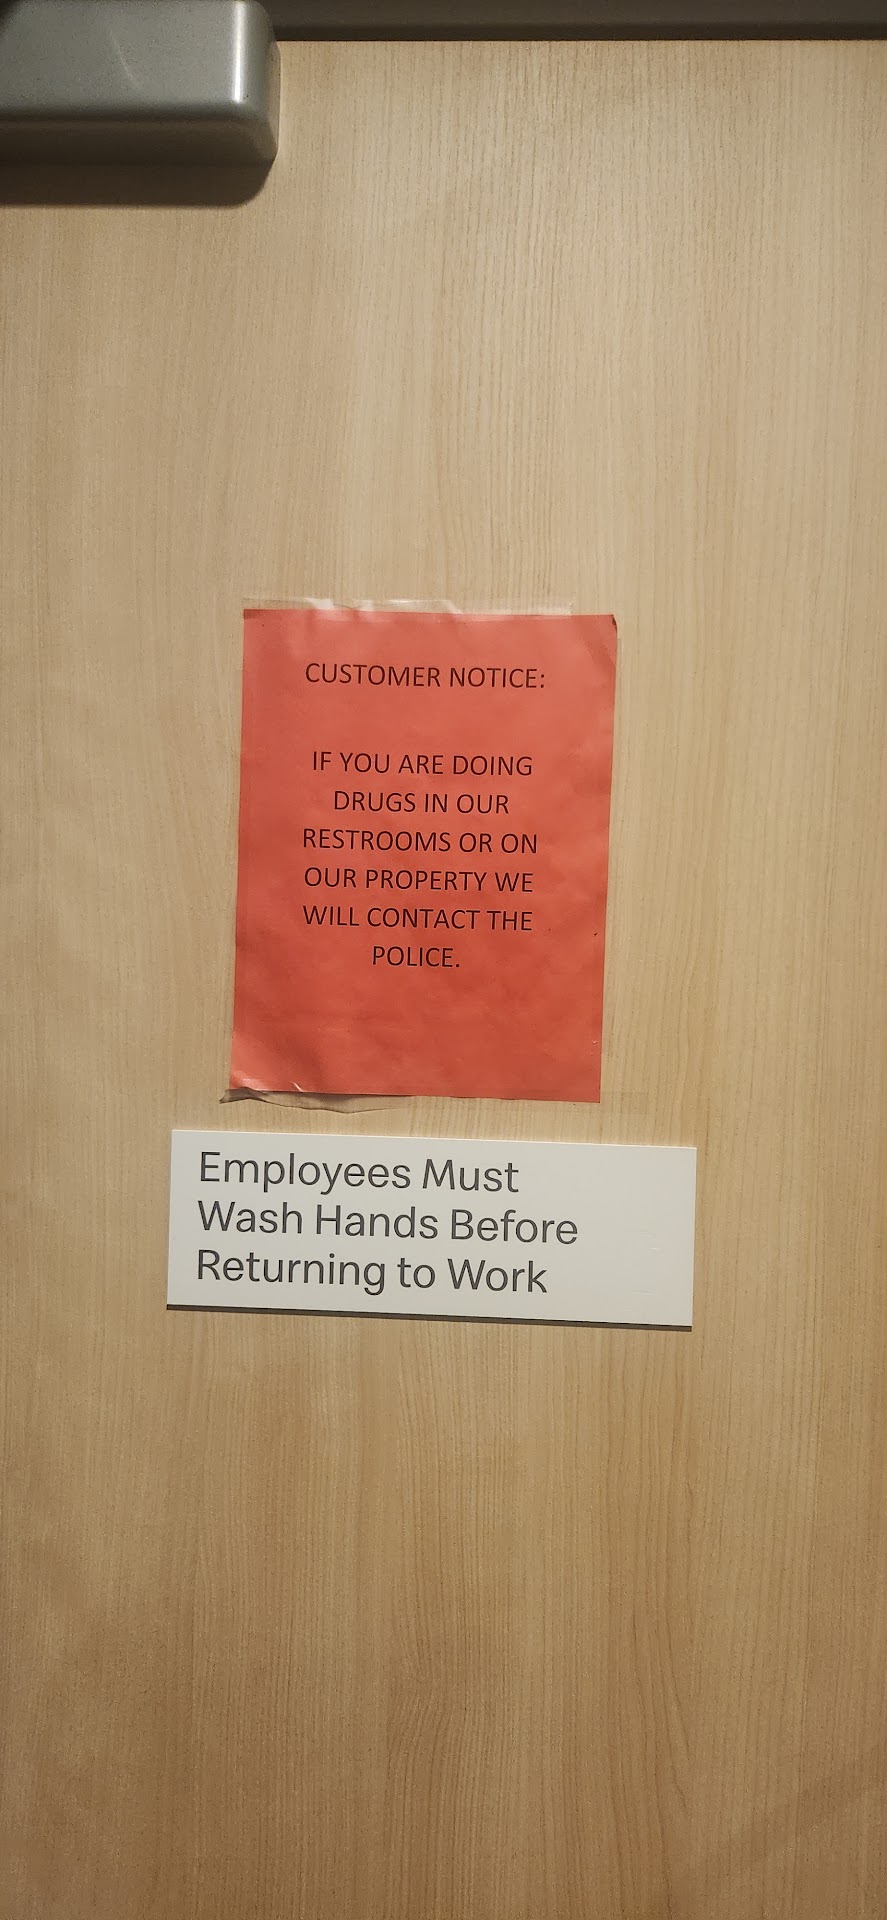 CUSTOMER NOTICE:
IF YOU ARE DOING
DRUGS IN OUR
RESTROOMS OR ON
OUR PROPERTY WE
WILL CONTACT THE
POLICE.
Employees Must
Wash Hands Before
Returning to Work